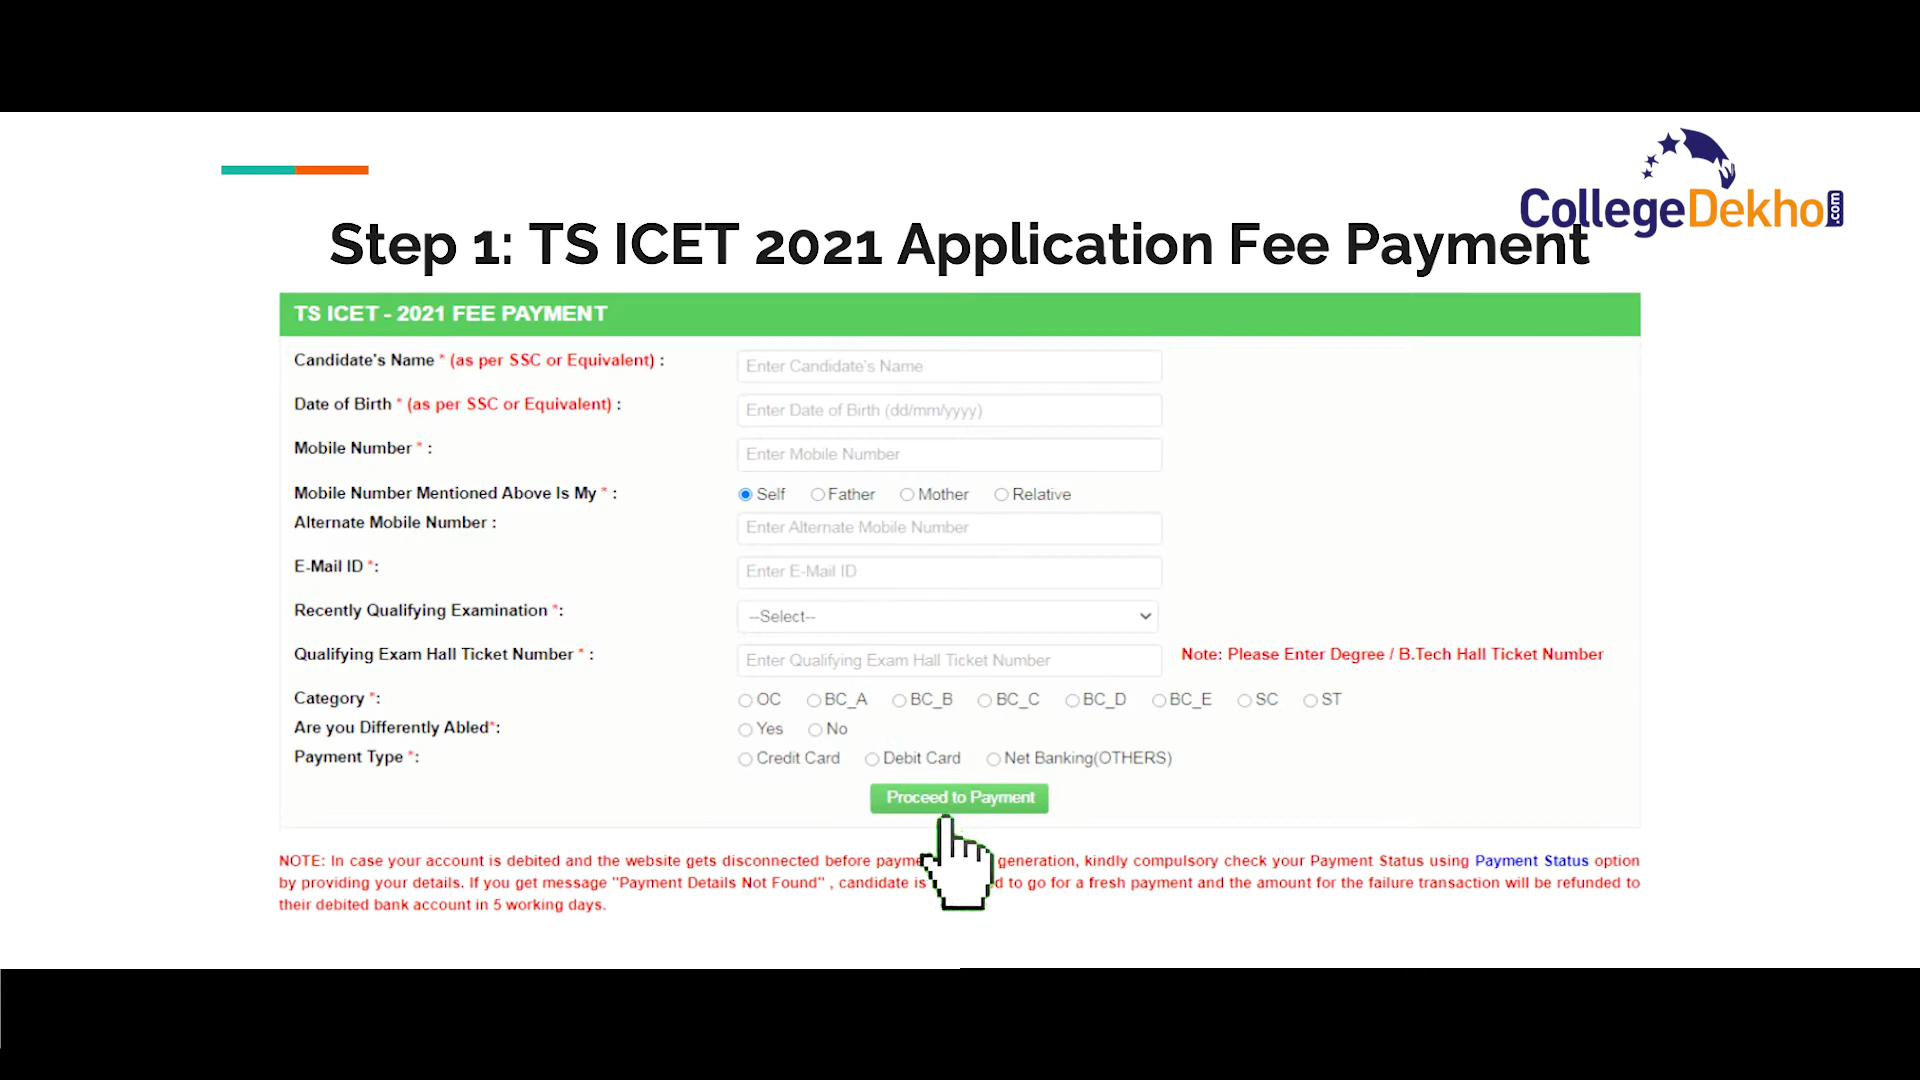 CollegeDekho.com
Step 1: TS ICET 2021 Application Fee Payment
TS ICET - 2021 FEE PAYMENT
Candidate's Name * (as per SSC or Equivalent) : Enter Candidate's Name
Date of Birth * (as per SSC or Equivalent) : Enter Date of Birth (dd/mm/yyyy)
Mobile Number * : Enter Mobile Number
Mobile Number Mentioned Above Is My * : Self Father Mother Relative
Alternate Mobile Number : Enter Alternate Mobile Number
E-Mail ID *: Enter E-Mail ID
Recently Qualifying Examination *: --Select--
Qualifying Exam Hall Ticket Number * : Enter Qualifying Exam Hall Ticket Number Note: Please Enter Degree / B.Tech Hall Ticket Number
Category *: OC BC_A BC_B BC_C BC_D BC_E SC ST
Are you Differently Abled*: Yes No
Payment Type *: Credit Card Debit Card Net Banking(OTHERS)
Proceed to Payment
NOTE: In case your account is debited and the website gets disconnected before generation, kindly compulsory check your Payment Status using Payment Status option
by providing your details. If you get message "Payment Details Not Found" , candidate is to go for a fresh payment and the amount for the failure transaction will be refunded to
their debited bank account in 5 working days.